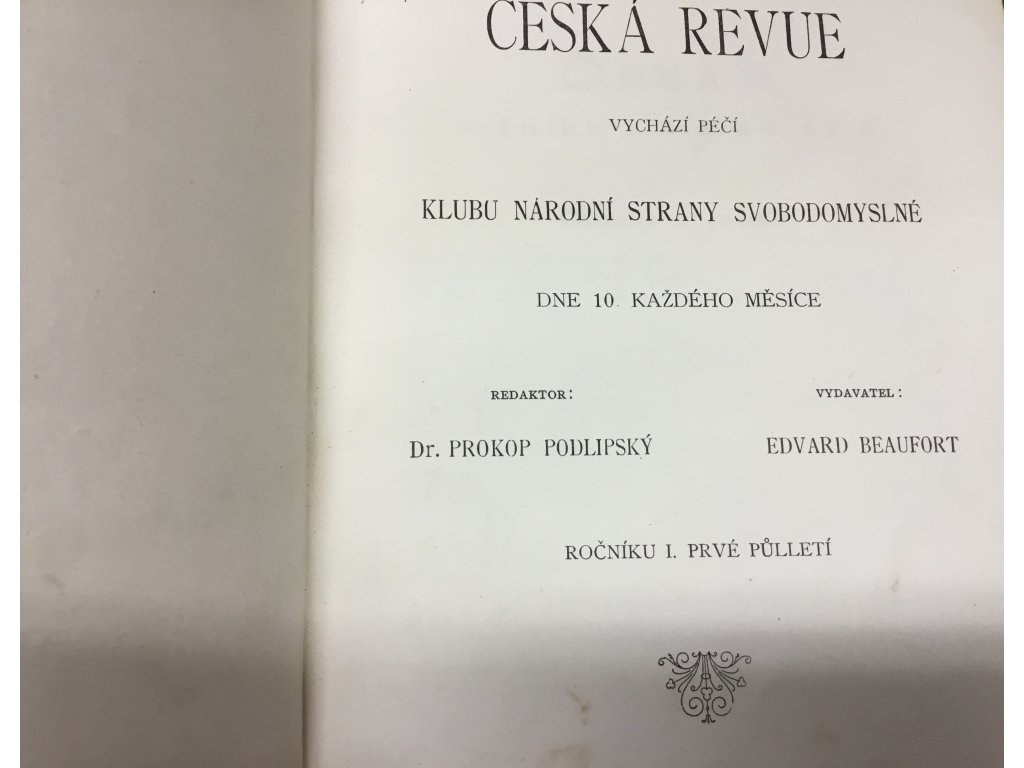 ČESKÁ REVUE
VYCHÁZÍ PÉČÍ
KLUBU NÁRODNÍ STRANY SVOBODOMYSLNÉ
DNE 10. KAŽDÉHO MĚSÍCE
REDAKTOR: VYDAVATEL:
Dr. PROKOP PODLIPSKÝ EDVARD BEAUFORT
ROČNÍKU I. PRVÉ PŮLLETÍ